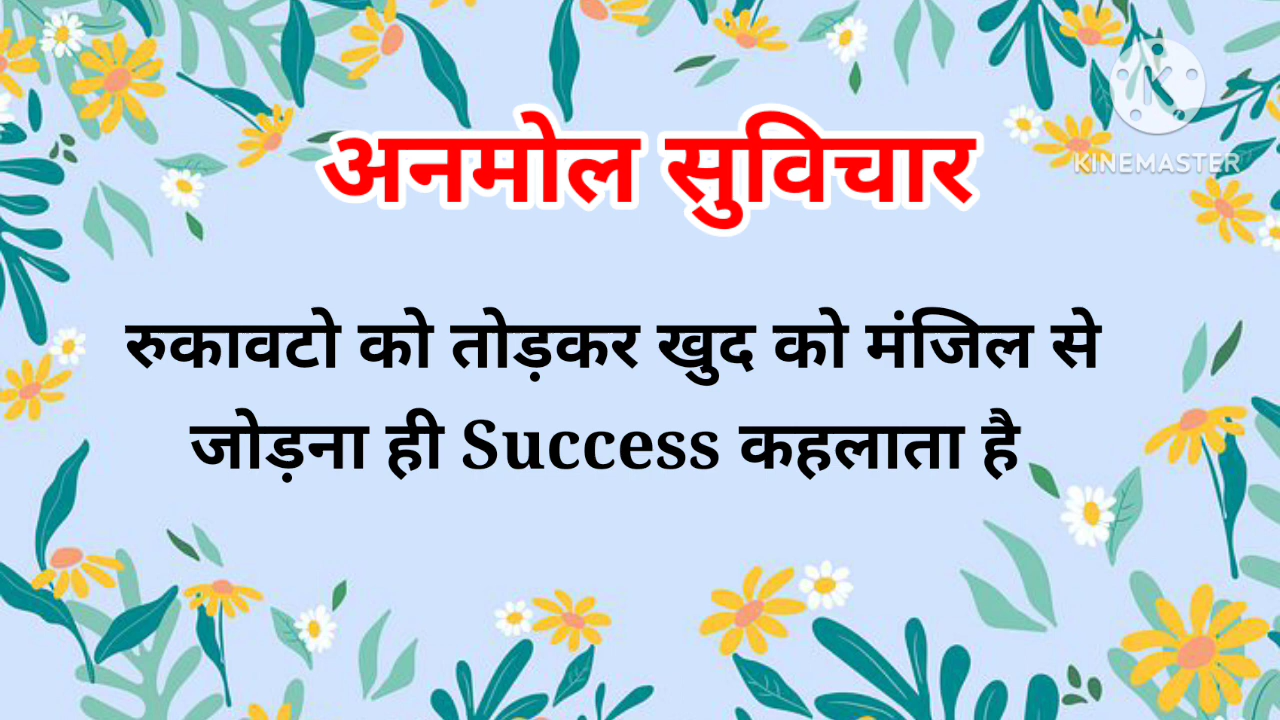 अनमोल सुविचार
KINEMASTER
रुकावटो को तोड़कर खुद को मंजिल से
जोड़ना ही Success कहलाता है